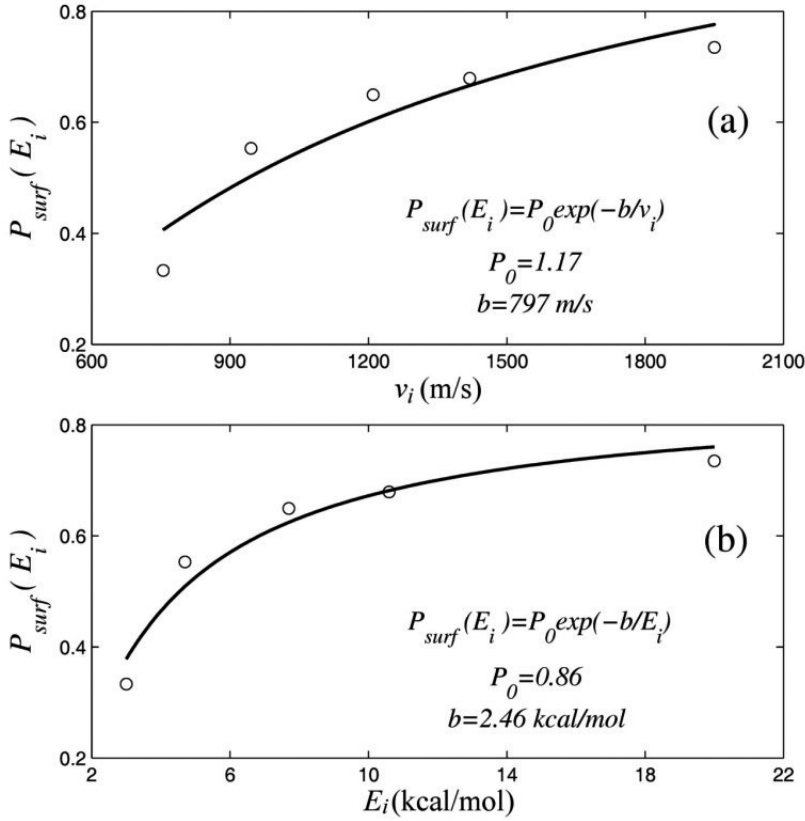 0.8
0.6
0.4
0.2
P_surf(E_i)
(a)
P_surf(E_i)=P_0exp(-b/v_i)
P_0=1.17
b=797 m/s
600 900 1200 1500 1800 2100
v_i (m/s)
0.8
0.6
0.4
0.2
P_surf(E_i)
(b)
P_surf(E_i)=P_0exp(-b/E_i)
P_0=0.86
b=2.46 kcal/mol
2 6 10 14 18 22
E_i(kcal/mol)